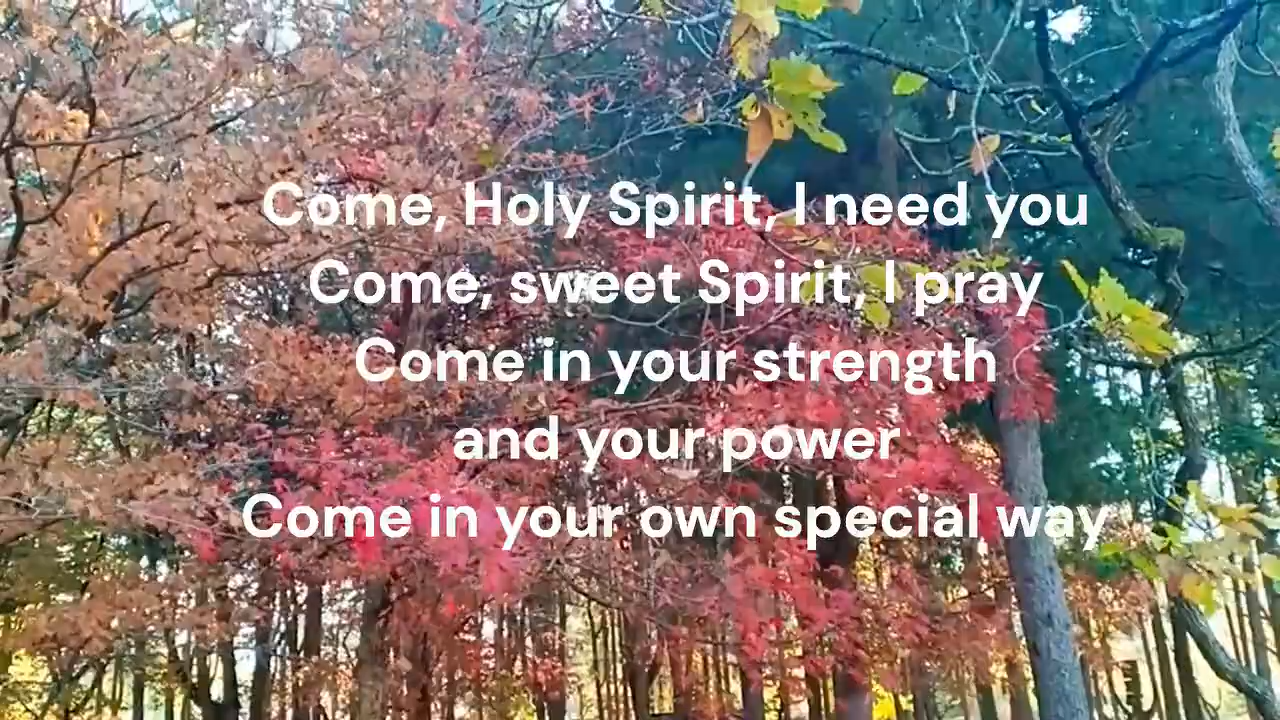 Come, Holy Spirit, I need you
Come, sweet Spirit, I pray
Come in your strength
and your power
Come in your own special way